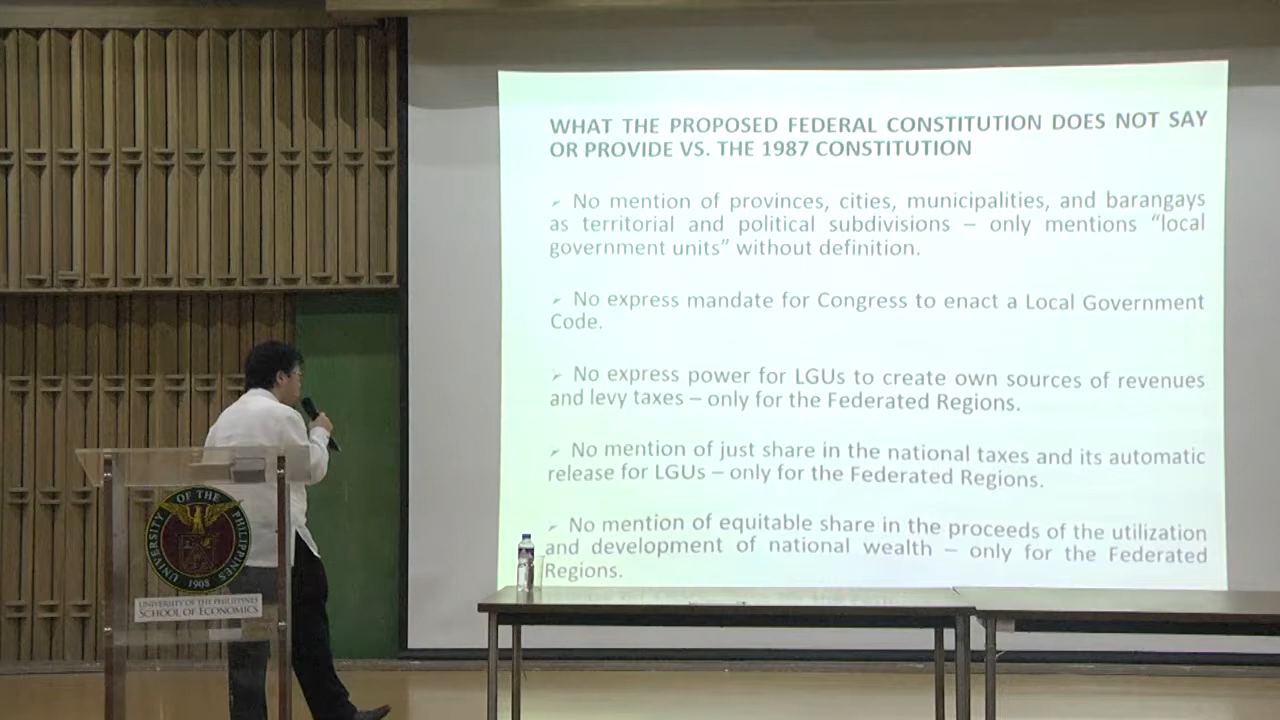 WHAT THE PROPOSED FEDERAL CONSTITUTION DOES NOT SAY
OR PROVIDE VS. THE 1987 CONSTITUTION
No mention of provinces, cities, municipalities, and barangays
as territorial and political subdivisions – only mentions “local
government units” without definition.
No express mandate for Congress to enact a Local Government
Code.
No express power for LGUs to create own sources of revenues
and levy taxes – only for the Federated Regions.
No mention of just share in the national taxes and its automatic
release for LGUs – only for the Federated Regions.
No mention of equitable share in the proceeds of the utilization
and development of national wealth – only for the Federated
Regions.
UNIVERSITY OF THE PHILIPPINES
1908
UNIVERSITY OF THE PHILIPPINES
SCHOOL OF ECONOMICS